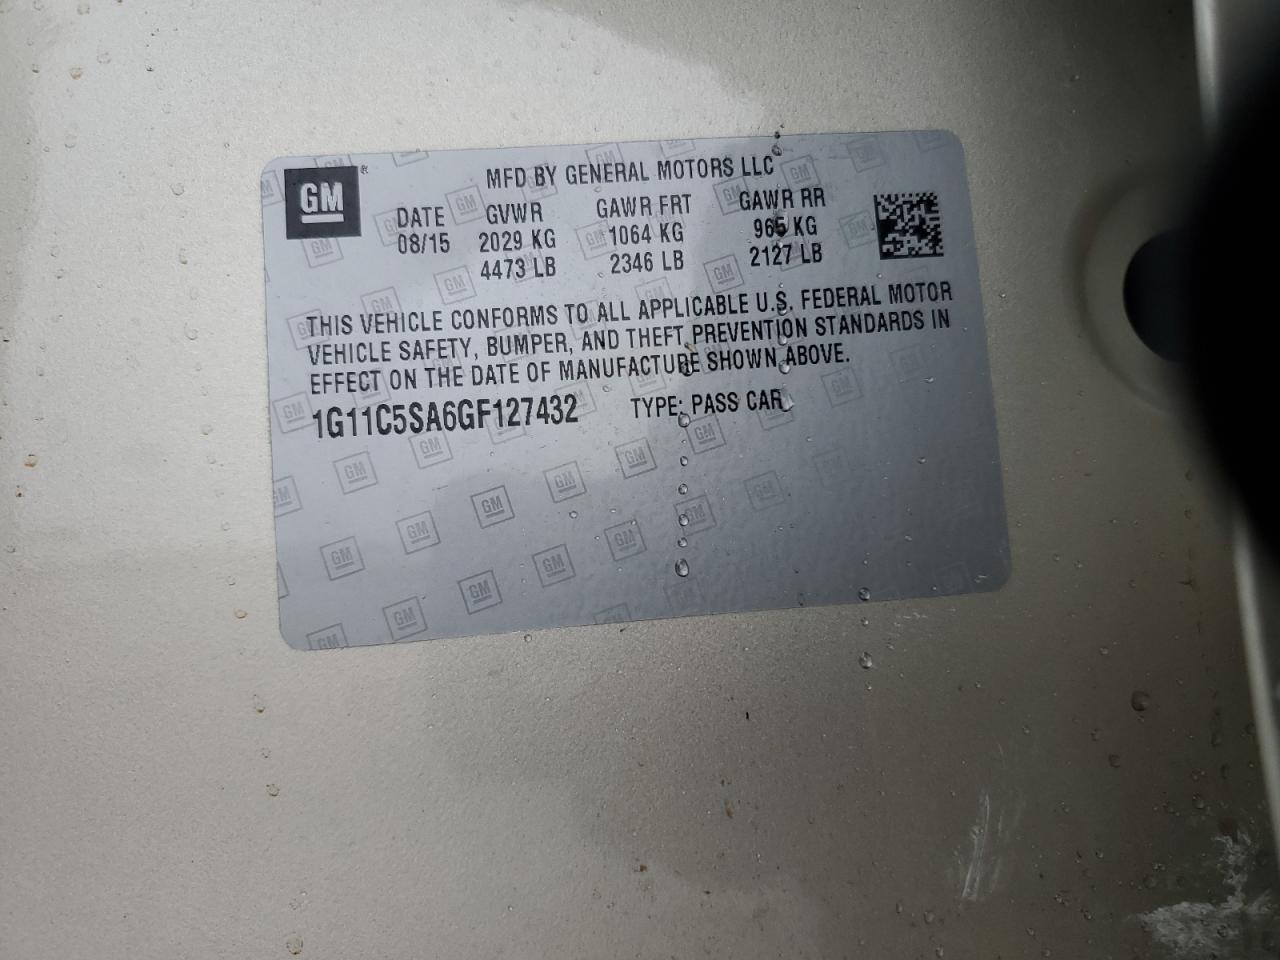 GM
MFD BY GENERAL MOTORS LLC
DATE GVWR GAWR FRT GAWR RR
08/15 2029 KG 1064 KG 965 KG
4473 LB 2346 LB 2127 LB
THIS VEHICLE CONFORMS TO ALL APPLICABLE U.S. FEDERAL MOTOR
VEHICLE SAFETY, BUMPER, AND THEFT PREVENTION STANDARDS IN
EFFECT ON THE DATE OF MANUFACTURE SHOWN ABOVE.
1G11C5SA6GF127432 TYPE: PASS CAR